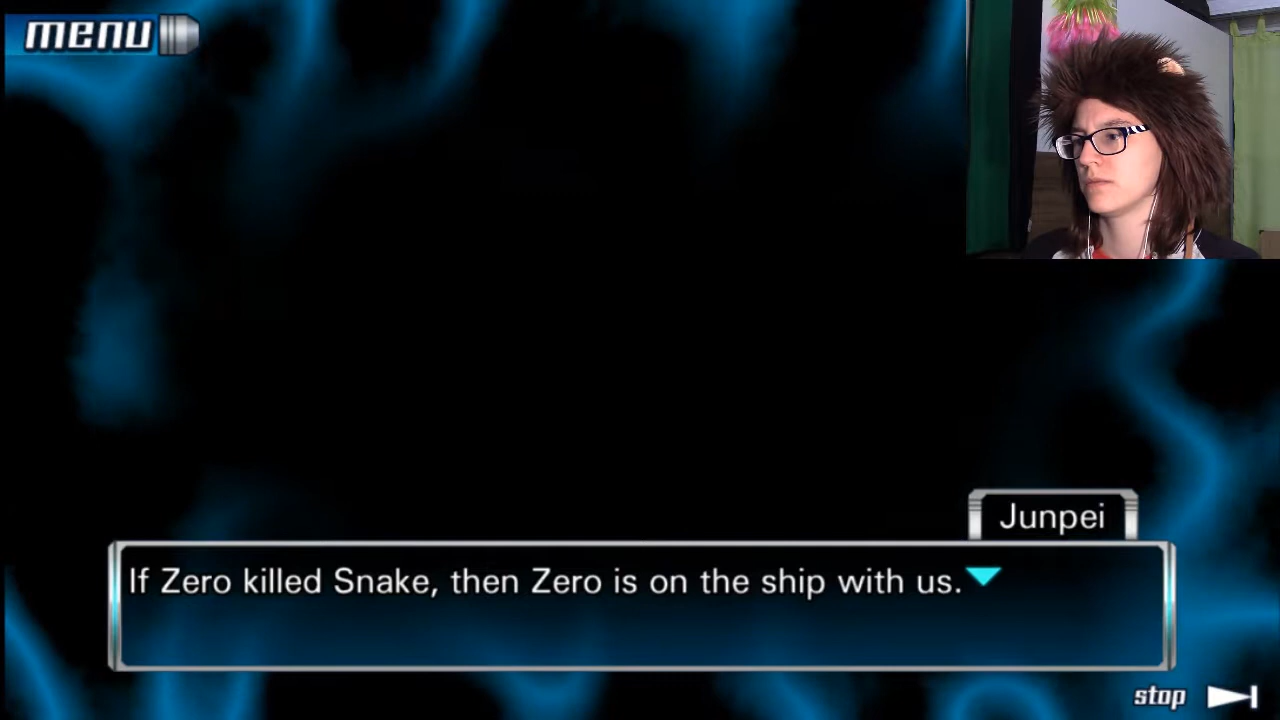 menu
Junpei
If Zero killed Snake, then Zero is on the ship with us.
stop